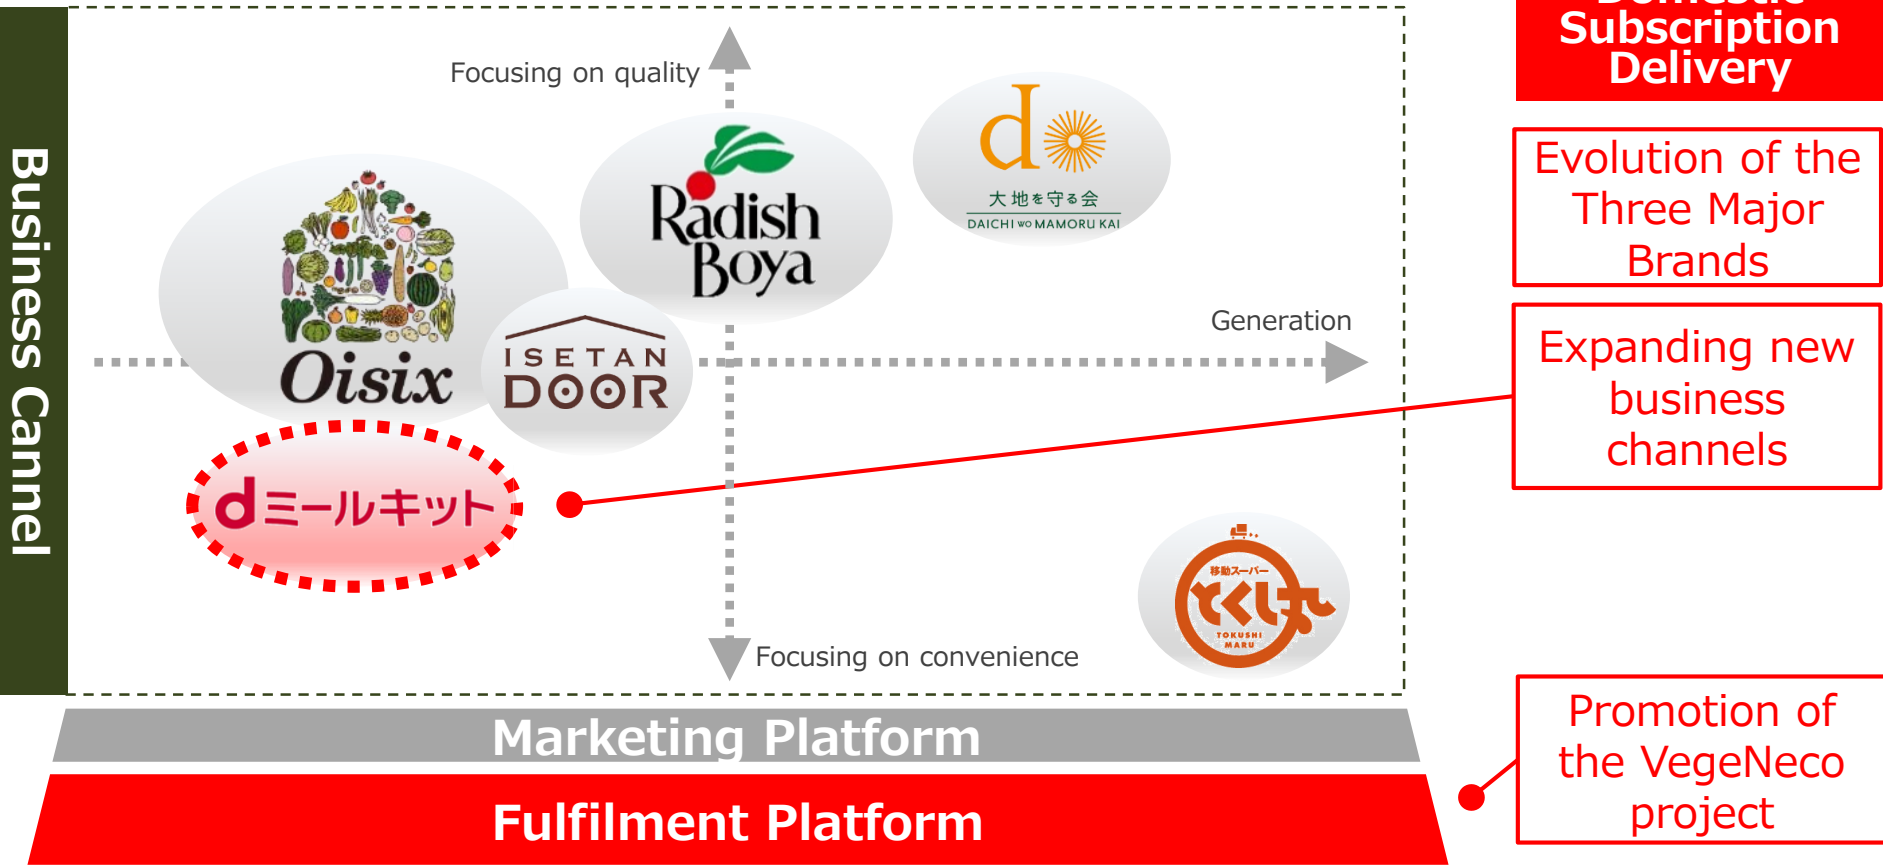 Business Cannel
Focusing on quality
Generation
Focusing on convenience
Oisix
Radish
Boya
do
大地を守る会
DAICHI WO MAMORU KAI
ISETAN
DOOR
dミールキット
移動スーパー
とくし丸
TOKUSHI
MARU
Marketing Platform
Fulfilment Platform
Domestic
Subscription
Delivery
Evolution of the
Three Major
Brands
Expanding new
business
channels
Promotion of
the VegeNeco
project